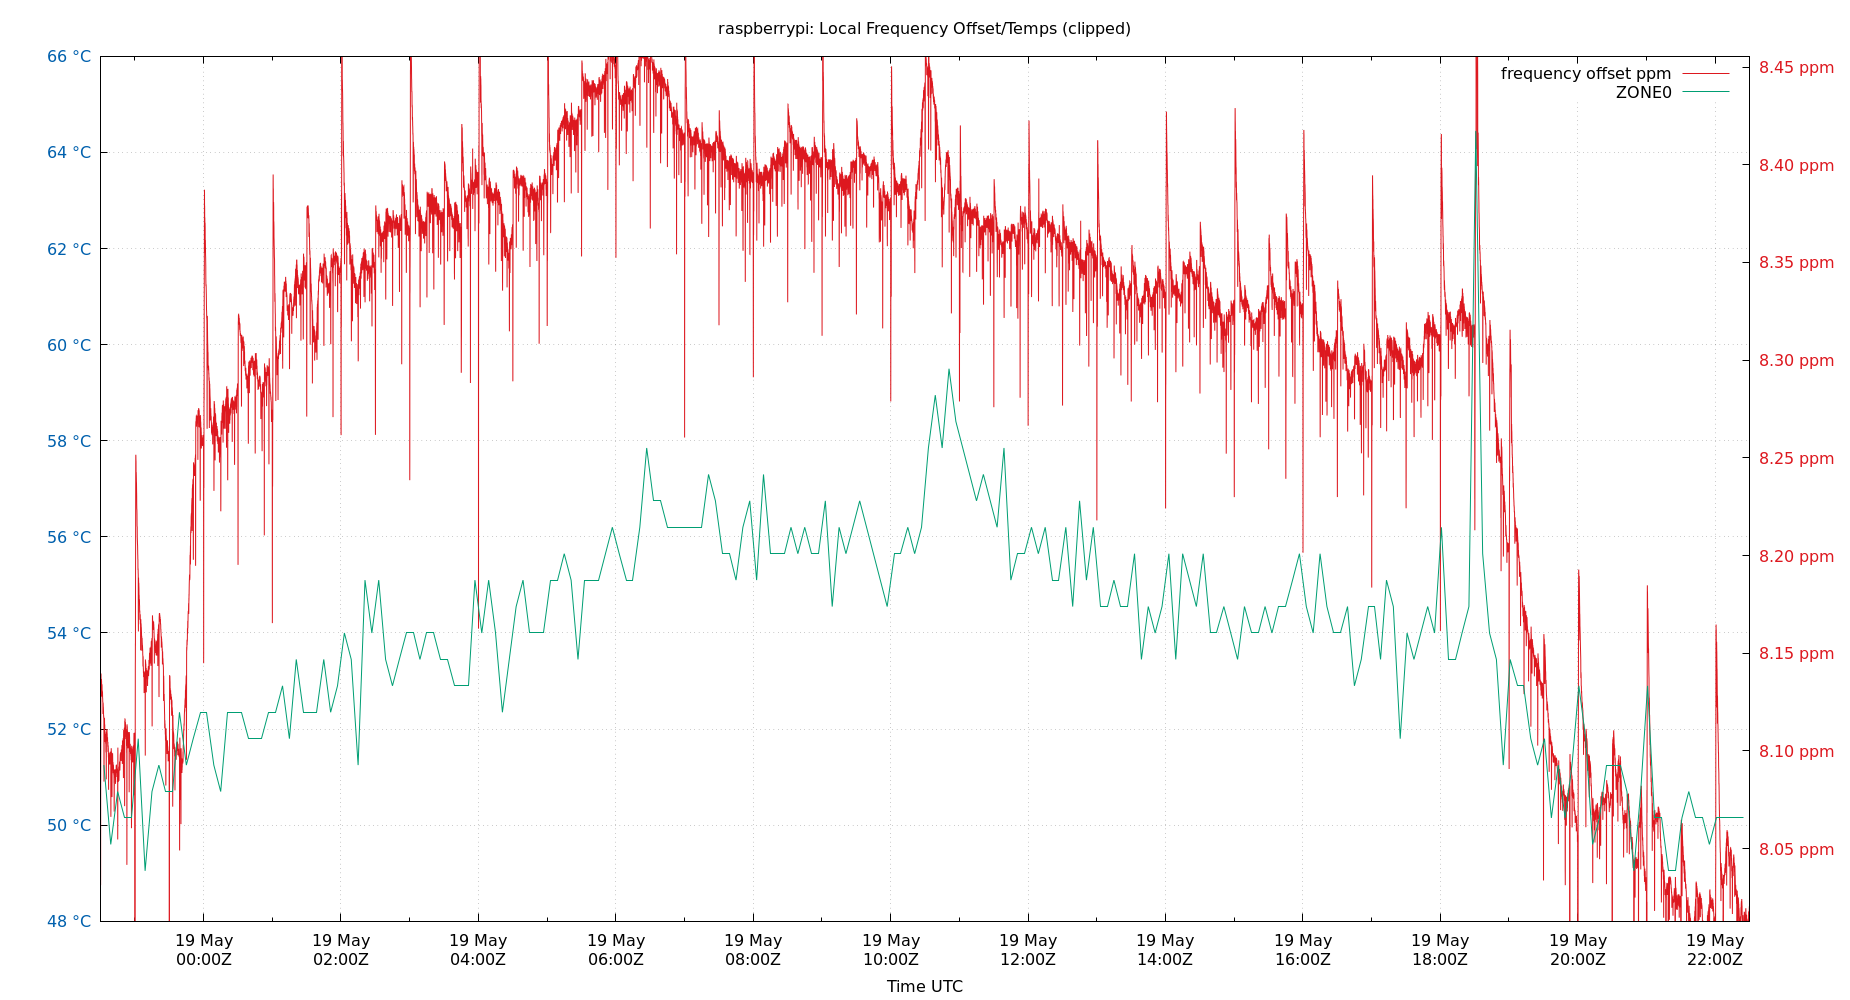 raspberrypi: Local Frequency Offset/Temps (clipped)
66 °C
64 °C
62 °C
60 °C
58 °C
56 °C
54 °C
52 °C
50 °C
48 °C
frequency offset ppm
ZONE0
8.45 ppm
8.40 ppm
8.35 ppm
8.30 ppm
8.25 ppm
8.20 ppm
8.15 ppm
8.10 ppm
8.05 ppm
19 May 19 May 19 May 19 May 19 May 19 May 19 May 19 May 19 May 19 May 19 May 19 May
00:00Z 02:00Z 04:00Z 06:00Z 08:00Z 10:00Z 12:00Z 14:00Z 16:00Z 18:00Z 20:00Z 22:00Z
Time UTC